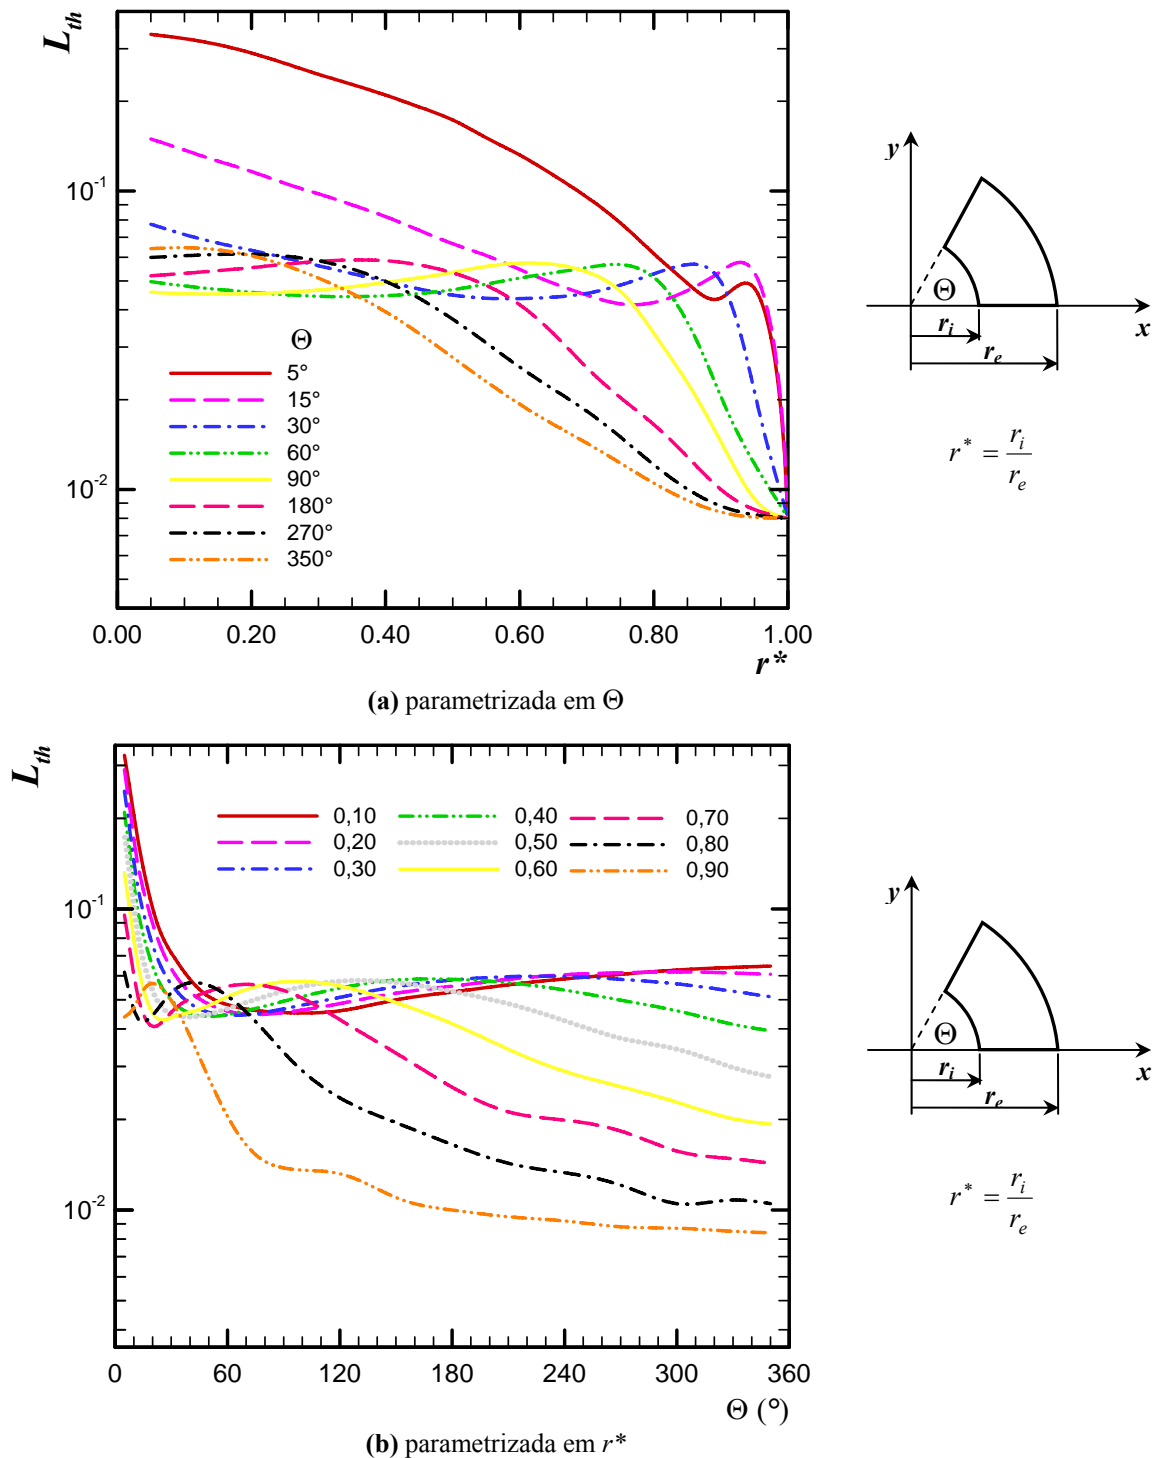 L_th
10^-1
10^-2
Θ
5°
15°
30°
60°
90°
180°
270°
350°
0.00 0.20 0.40 0.60 0.80 1.00
r*
y
Θ
r_i
r_e
x
r* = r_i / r_e
(a) parametrizada em Θ
L_th
10^-1
10^-2
0,10 0,40 0,70
0,20 0,50 0,80
0,30 0,60 0,90
0 60 120 180 240 300 360
Θ (°)
y
Θ
r_i
r_e
x
r* = r_i / r_e
(b) parametrizada em r*